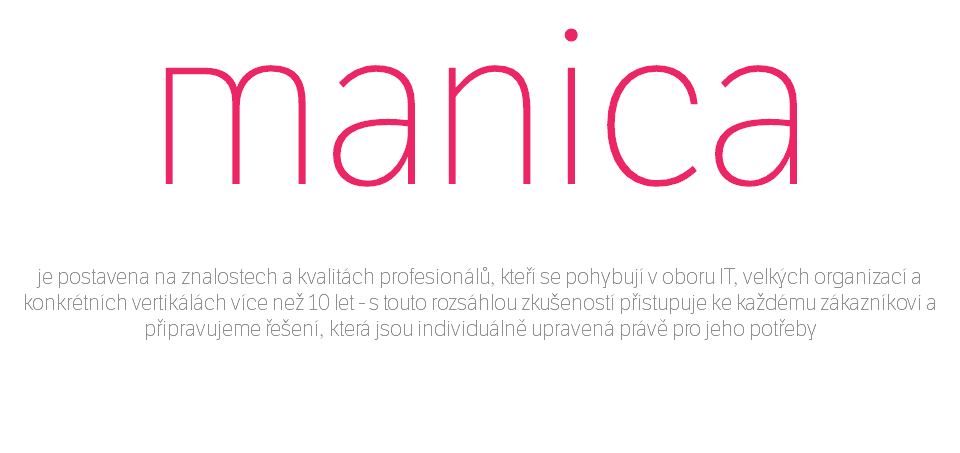 manica
je postavena na znalostech a kvalitách profesionálů, kteří se pohybují v oboru IT, velkých organizací a
konkrétních vertikálách více než 10 let - s touto rozsáhlou zkušeností přistupuje ke každému zákazníkovi a
připravujeme řešení, která jsou individuálně upravená právě pro jeho potřeby